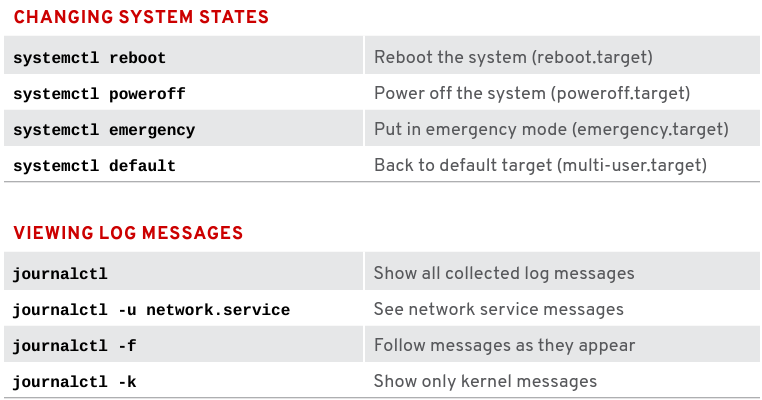 CHANGING SYSTEM STATES
systemctl reboot Reboot the system (reboot.target)
systemctl poweroff Power off the system (poweroff.target)
systemctl emergency Put in emergency mode (emergency.target)
systemctl default Back to default target (multi-user.target)
VIEWING LOG MESSAGES
journalctl Show all collected log messages
journalctl -u network.service See network service messages
journalctl -f Follow messages as they appear
journalctl -k Show only kernel messages